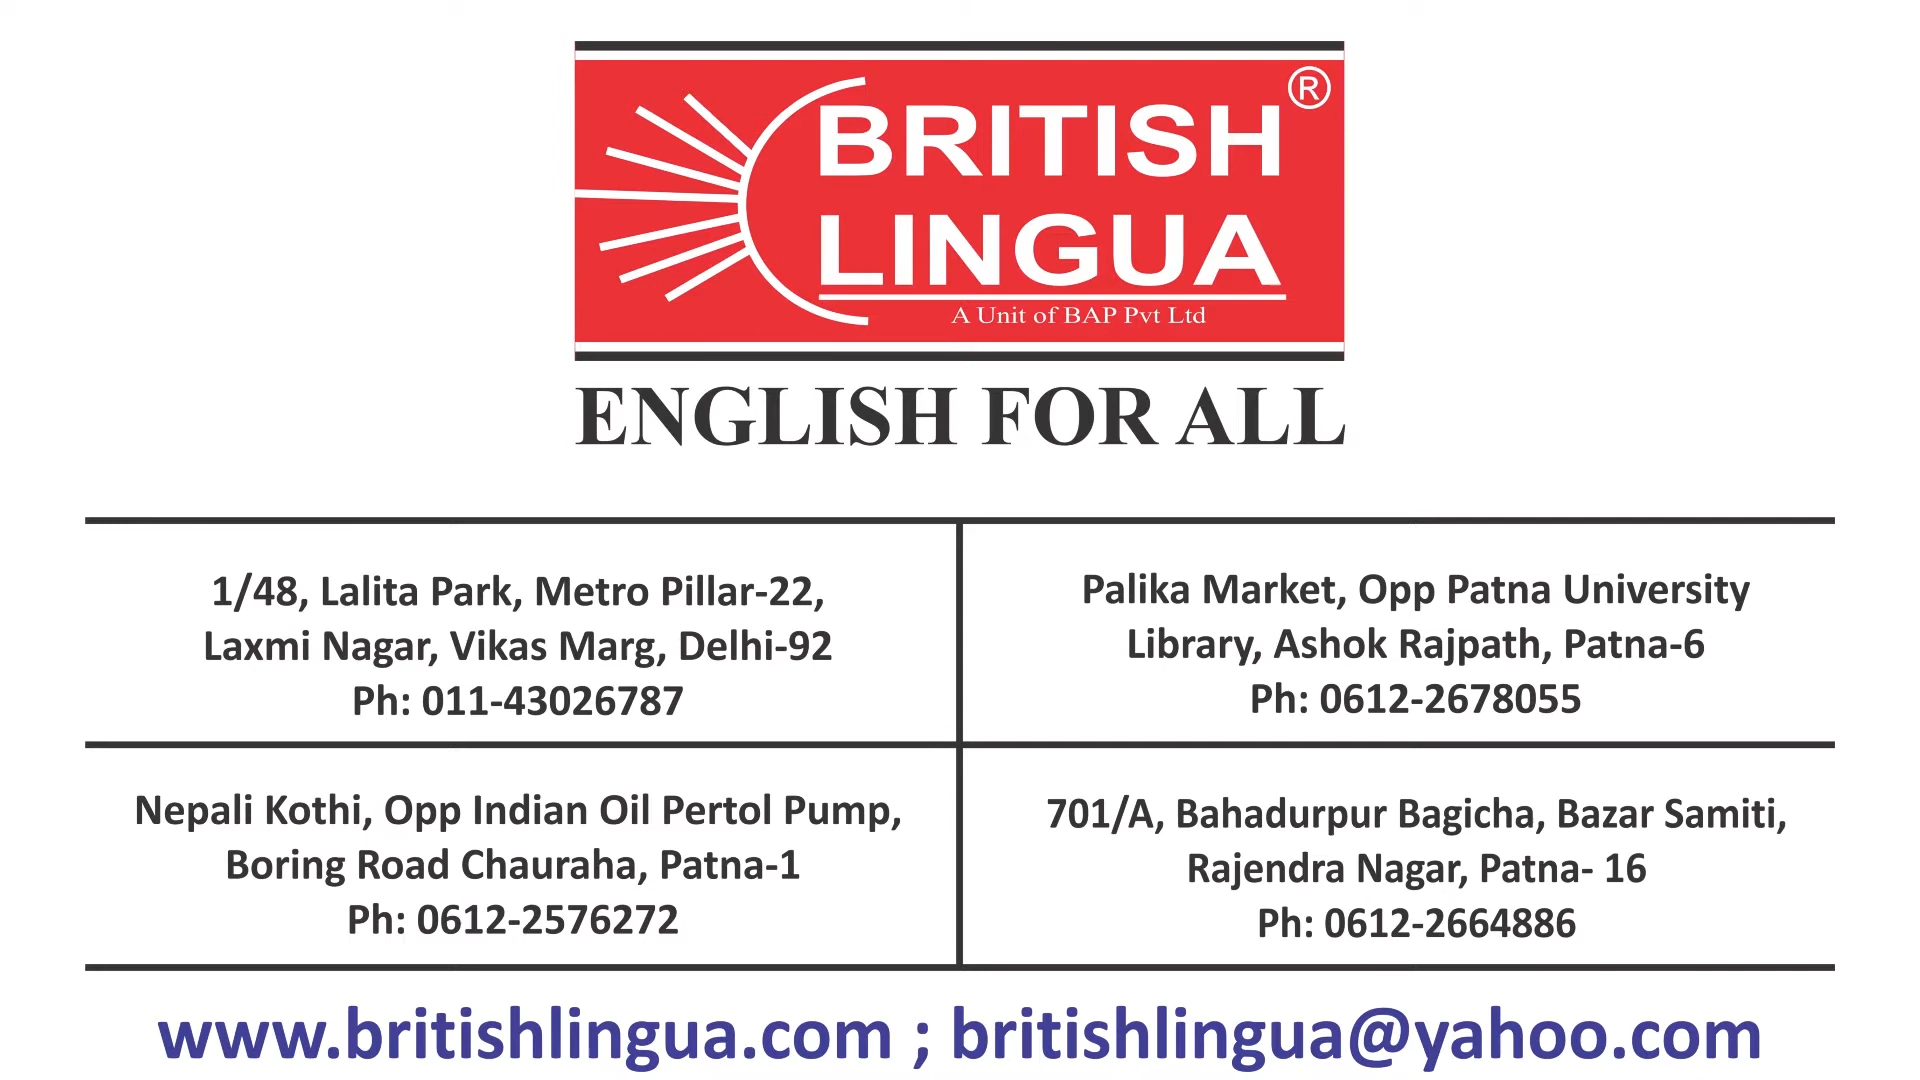 BRITISH®
LINGUA
A Unit of BAP Pvt Ltd
ENGLISH FOR ALL
1/48, Lalita Park, Metro Pillar-22,
Laxmi Nagar, Vikas Marg, Delhi-92
Ph: 011-43026787
Palika Market, Opp Patna University
Library, Ashok Rajpath, Patna-6
Ph: 0612-2678055
Nepali Kothi, Opp Indian Oil Pertol Pump,
Boring Road Chauraha, Patna-1
Ph: 0612-2576272
701/A, Bahadurpur Bagicha, Bazar Samiti,
Rajendra Nagar, Patna- 16
Ph: 0612-2664886
www.britishlingua.com ; britishlingua@yahoo.com